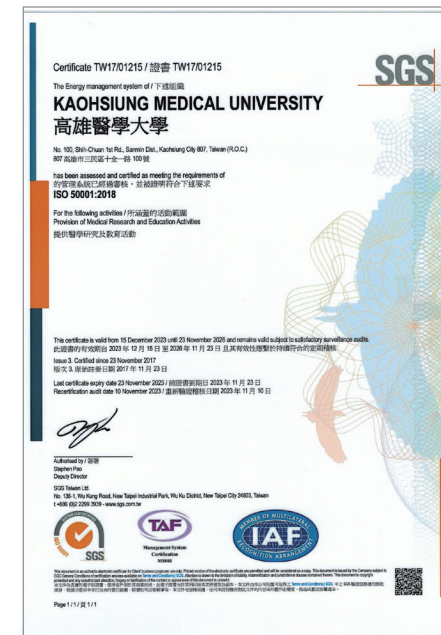 SGS
Certificate TW17/01215 / 證書 TW17/01215
The Energy management system of / 下述組織
KAOHSIUNG MEDICAL UNIVERSITY
高雄醫學大學
No. 100, Shih-Chuan 1st Rd., Sanmin Dist., Kaohsiung City 807, Taiwan (R.O.C.)
807 高雄市三民區十全一路 100 號
has been assessed and certified as meeting the requirements of
的管理系統已經過審核，並被證明符合下述要求
ISO 50001:2018
For the following activities / 所涵蓋的活動範圍
Provision of Medical Research and Education Activities
提供醫學研究及教育活動
This certificate is valid from 15 December 2023 until 23 November 2026 and remains valid subject to satisfactory surveillance audits.
此證書的有效期自 2023 年 12 月 15 日 至 2026 年 11 月 23 日 且其有效性應繫於持續符合的定期稽核
Issue 3. Certified since 23 November 2017
版次 3. 原始註冊日期 2017 年 11 月 23 日
Last certificate expiry date 23 November 2023 / 前證書到期日 2023 年 11 月 23 日
Recertification audit date 10 November 2023 / 重新驗證稽核日期 2023 年 11 月 10 日
Authorised by / 簽署
Stephen Pao
Deputy Director
SGS Taiwan Ltd.
No. 136-1, Wu Kung Road, New Taipei Industrial Park, Wu Ku District, New Taipei City 24803, Taiwan
t +886 (0)2 2299 3939 - www.sgs.com.tw
ISO 50001
SGS
TAF
Management System
Certification
MEMBER OF MULTILATERAL
IAF
RECOGNITION ARRANGEMENT
Page 1 / 1 / 頁 1 / 1